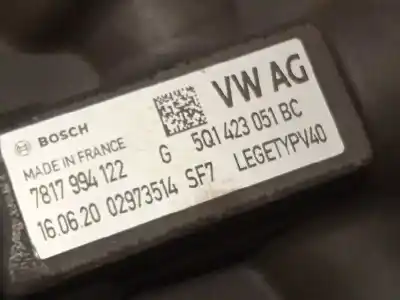 BOSCH VW AG
MADE IN FRANCE G 5Q1 423 051 BC
7817 994 122 SF7 LEGETYPV40
16.06.20 02973514